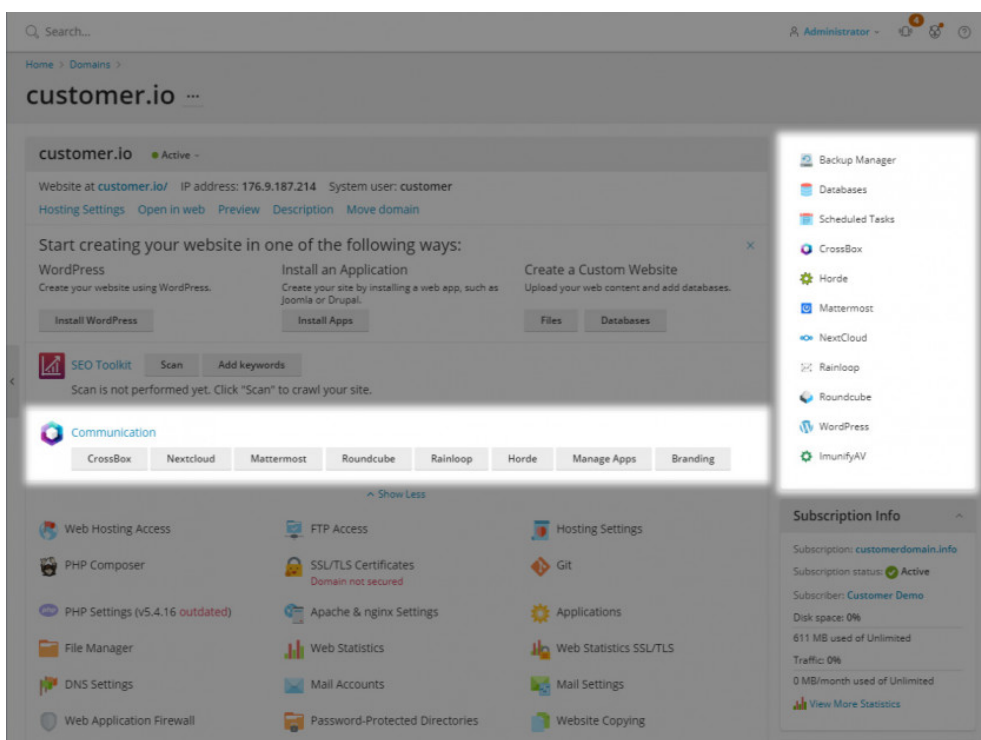 Search...
Administrator
4
Home > Domains >
customer.io ...
customer.io Active
Website at customer.io/ IP address: 176.9.187.214 System user: customer
Hosting Settings Open in web Preview Description Move domain
Start creating your website in one of the following ways:
WordPress
Create your website using WordPress.
Install WordPress
Install an Application
Create your site by installing a web app, such as
Joomla or Drupal.
Install Apps
Create a Custom Website
Upload your web content and add databases.
Files Databases
SEO Toolkit Scan Add keywords
Scan is not performed yet. Click "Scan" to crawl your site.
Communication
CrossBox Nextcloud Mattermost Roundcube Rainloop Horde Manage Apps Branding
Show Less
Web Hosting Access FTP Access Hosting Settings
PHP Composer SSL/TLS Certificates Git
Domain not secured
PHP Settings (v5.4.16 outdated) Apache & nginx Settings Applications
File Manager Web Statistics Web Statistics SSL/TLS
DNS Settings Mail Accounts Mail Settings
Web Application Firewall Password-Protected Directories Website Copying
Backup Manager
Databases
Scheduled Tasks
CrossBox
Horde
Mattermost
NextCloud
Rainloop
Roundcube
WordPress
ImunifyAV
Subscription Info
Subscription: customerdomain.info
Subscription status: Active
Subscriber: Customer Demo
Disk space: 0%
611 MB used of Unlimited
Traffic: 0%
0 MB/month used of Unlimited
View More Statistics